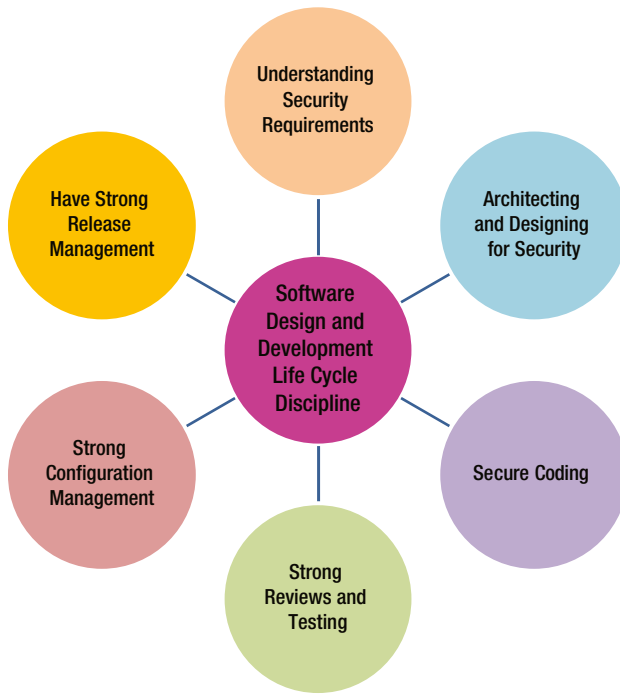 Understanding
Security
Requirements
Have Strong
Release
Management
Architecting
and Designing
for Security
Software
Design and
Development
Life Cycle
Discipline
Strong
Configuration
Management
Secure Coding
Strong
Reviews and
Testing